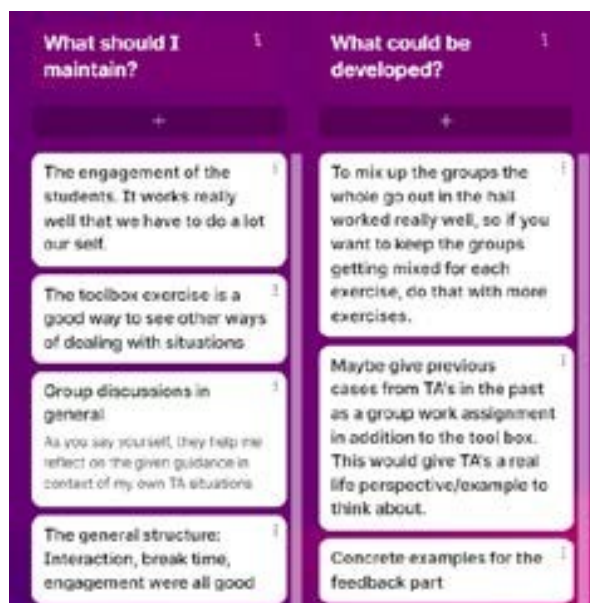 What should I
maintain?
+
The engagement of the
students. It works really
well that we have to do a lot
our self.
The toolbox exercise is a
good way to see other ways
of dealing with situations
Group discussions in
general
As you say yourself, they help me
reflect on the given guidance in
context of my own TA situations
The general structure:
Interaction, break time,
engagement were all good
What could be
developed?
+
To mix up the groups the
whole go out in the hall
worked really well, so if you
want to keep the groups
getting mixed for each
exercise, do that with more
exercises.
Maybe give previous
cases from TA's in the past
as a group work assignment
in addition to the tool box.
This would give TA's a real
life perspective/example to
think about.
Concrete examples for the
feedback part